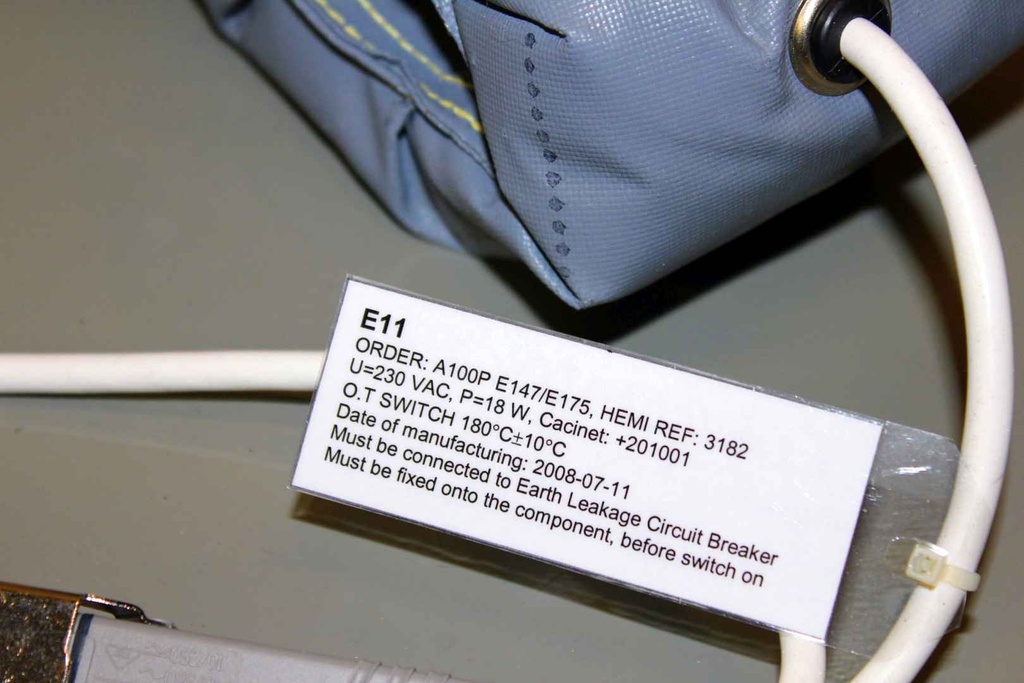 E11
ORDER: A100P E147/E175, HEMI REF: 3182
U=230 VAC, P=18 W, Cacinet: +201001
O.T SWITCH 180°C±10°C
Date of manufacturing: 2008-07-11
Must be connected to Earth Leakage Circuit Breaker
Must be fixed onto the component, before switch on